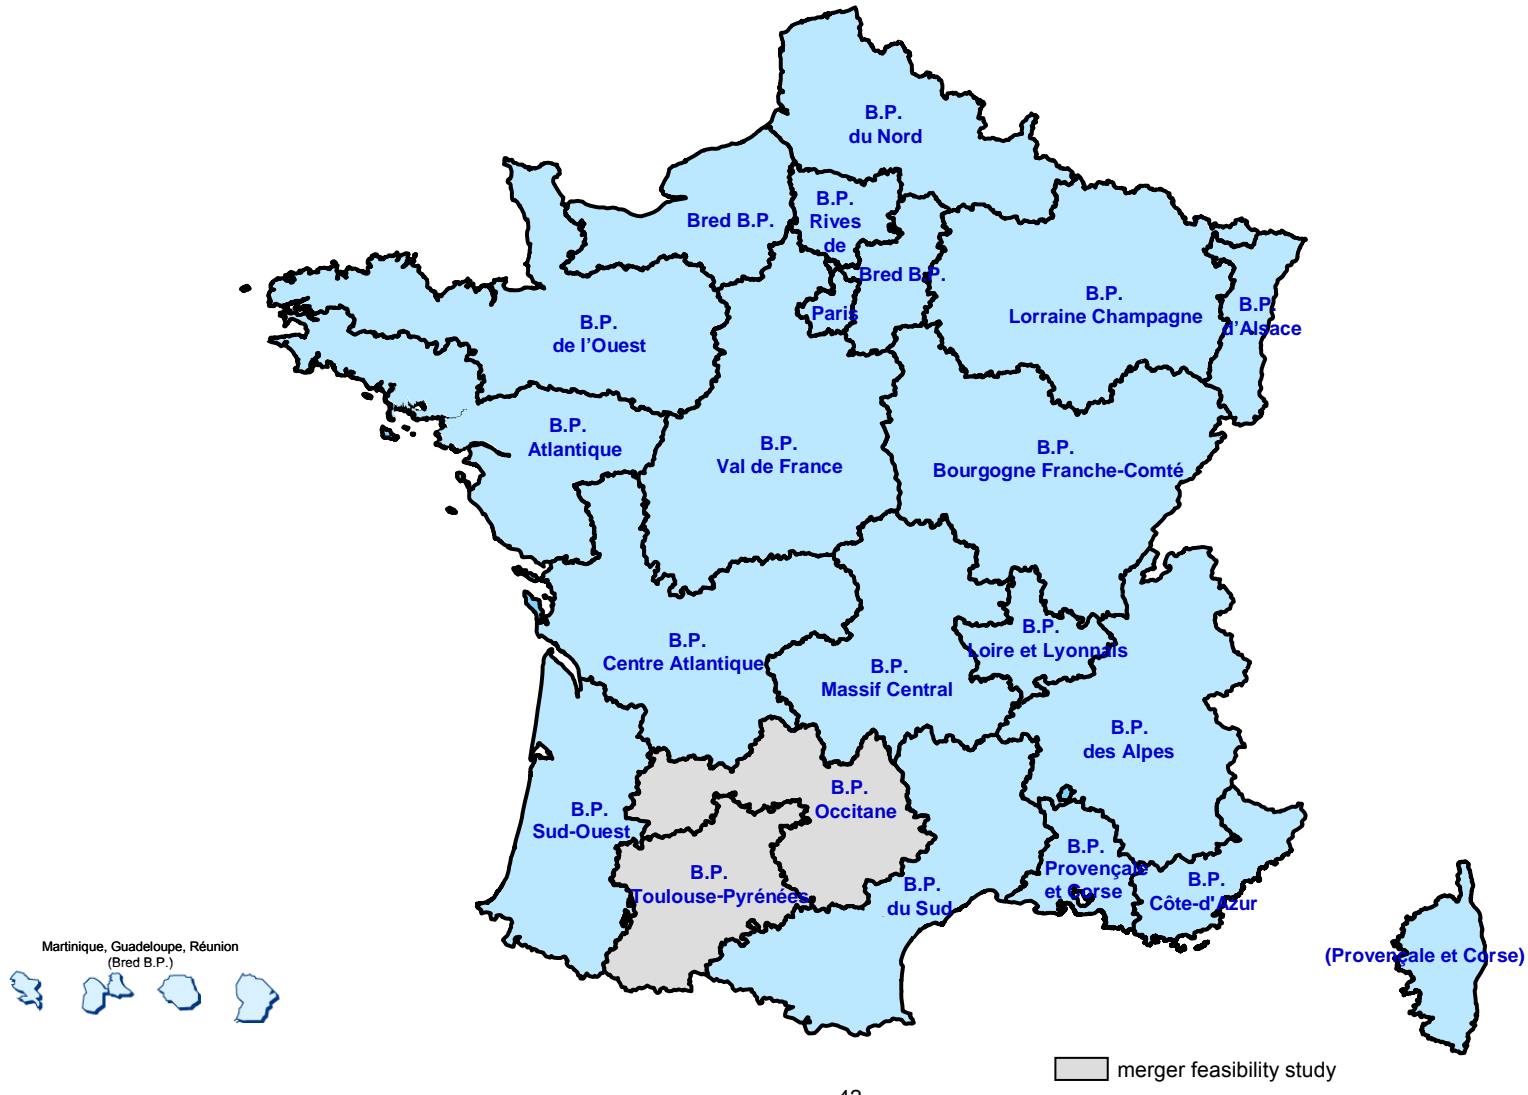 B.P.
du Nord
B.P.
Rives
de
Bred B.P.
Bred B.P.
Paris
B.P.
Lorraine Champagne
B.P.
d'Alsace
B.P.
de l'Ouest
B.P.
Atlantique
B.P.
Val de France
B.P.
Bourgogne Franche-Comté
B.P.
Centre Atlantique
B.P.
Massif Central
B.P.
Loire et Lyonnais
B.P.
des Alpes
B.P.
Sud-Ouest
B.P.
Occitane
B.P.
Toulouse-Pyrénées
B.P.
du Sud
B.P.
Provençale
et Corse
B.P.
Côte-d'Azur
(Provençale et Corse)
Martinique, Guadeloupe, Réunion
(Bred B.P.)
merger feasibility study